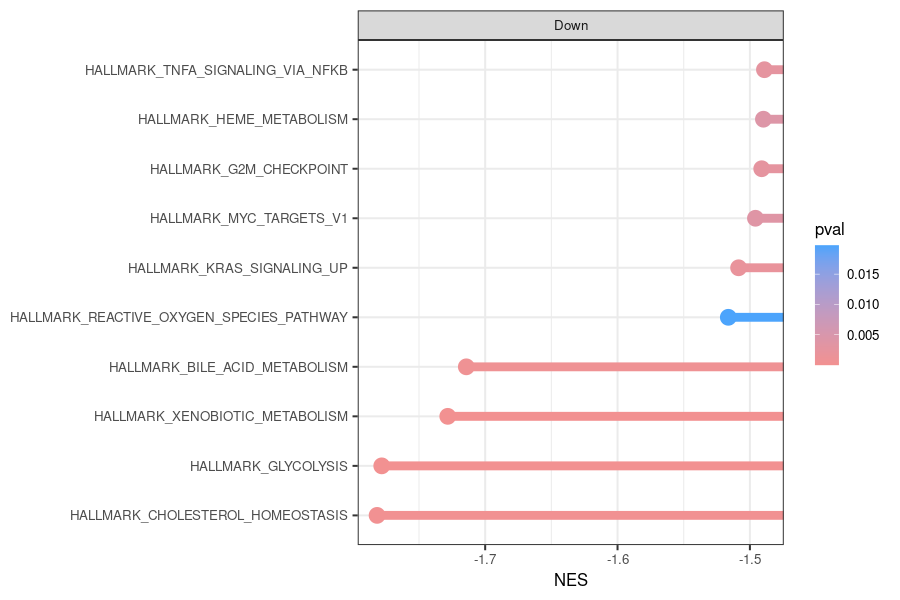 Down
HALLMARK_TNFA_SIGNALING_VIA_NFKB
HALLMARK_HEME_METABOLISM
HALLMARK_G2M_CHECKPOINT
HALLMARK_MYC_TARGETS_V1
HALLMARK_KRAS_SIGNALING_UP
HALLMARK_REACTIVE_OXYGEN_SPECIES_PATHWAY
HALLMARK_BILE_ACID_METABOLISM
HALLMARK_XENOBIOTIC_METABOLISM
HALLMARK_GLYCOLYSIS
HALLMARK_CHOLESTEROL_HOMEOSTASIS
-1.7 -1.6 -1.5
NES
pval
0.015
0.010
0.005